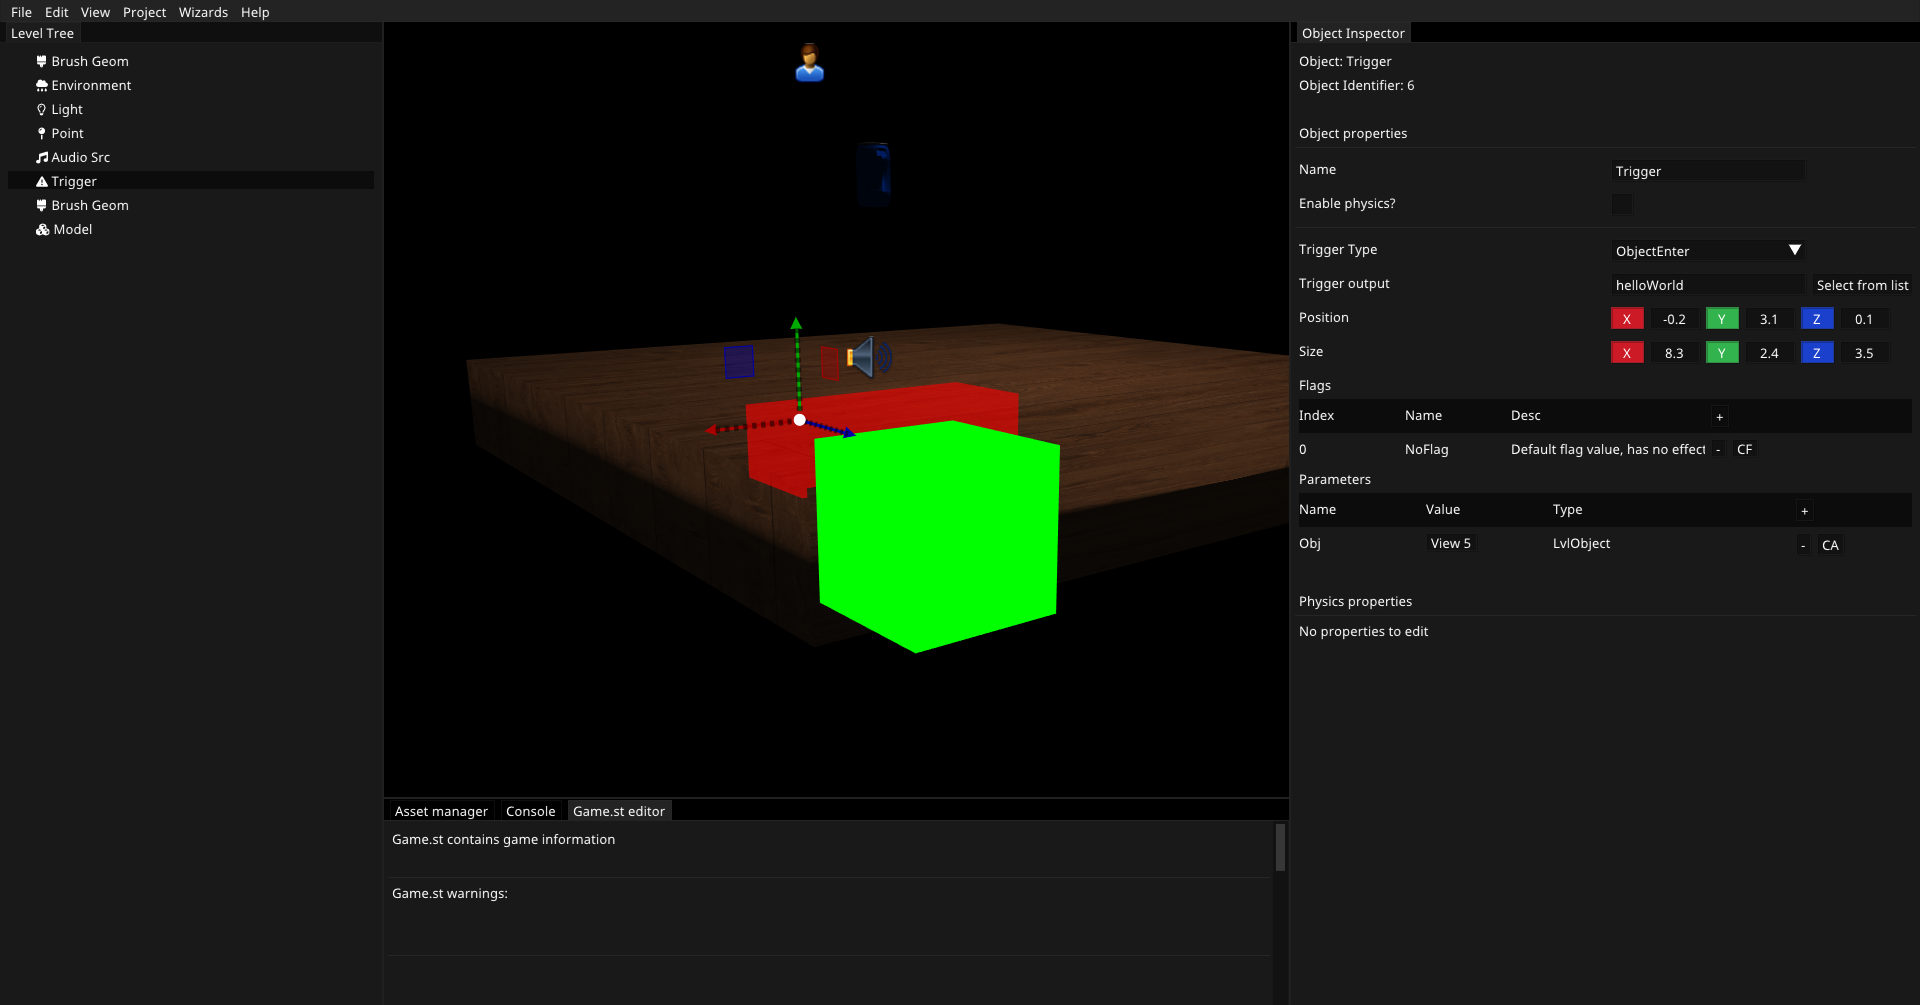 File Edit View Project Wizards Help
Level Tree
Brush Geom
Environment
Light
Point
Audio Src
Trigger
Brush Geom
Model
Asset manager Console Game.st editor
Game.st contains game information
Game.st warnings:
Object Inspector
Object: Trigger
Object Identifier: 6
Object properties
Name Trigger
Enable physics?
Trigger Type ObjectEnter
Trigger output helloWorld Select from list
Position X -0.2 Y 3.1 Z 0.1
Size X 8.3 Y 2.4 Z 3.5
Flags
Index Name Desc +
0 NoFlag Default flag value, has no effect - CF
Parameters
Name Value Type +
Obj View 5 LvlObject - CA
Physics properties
No properties to edit